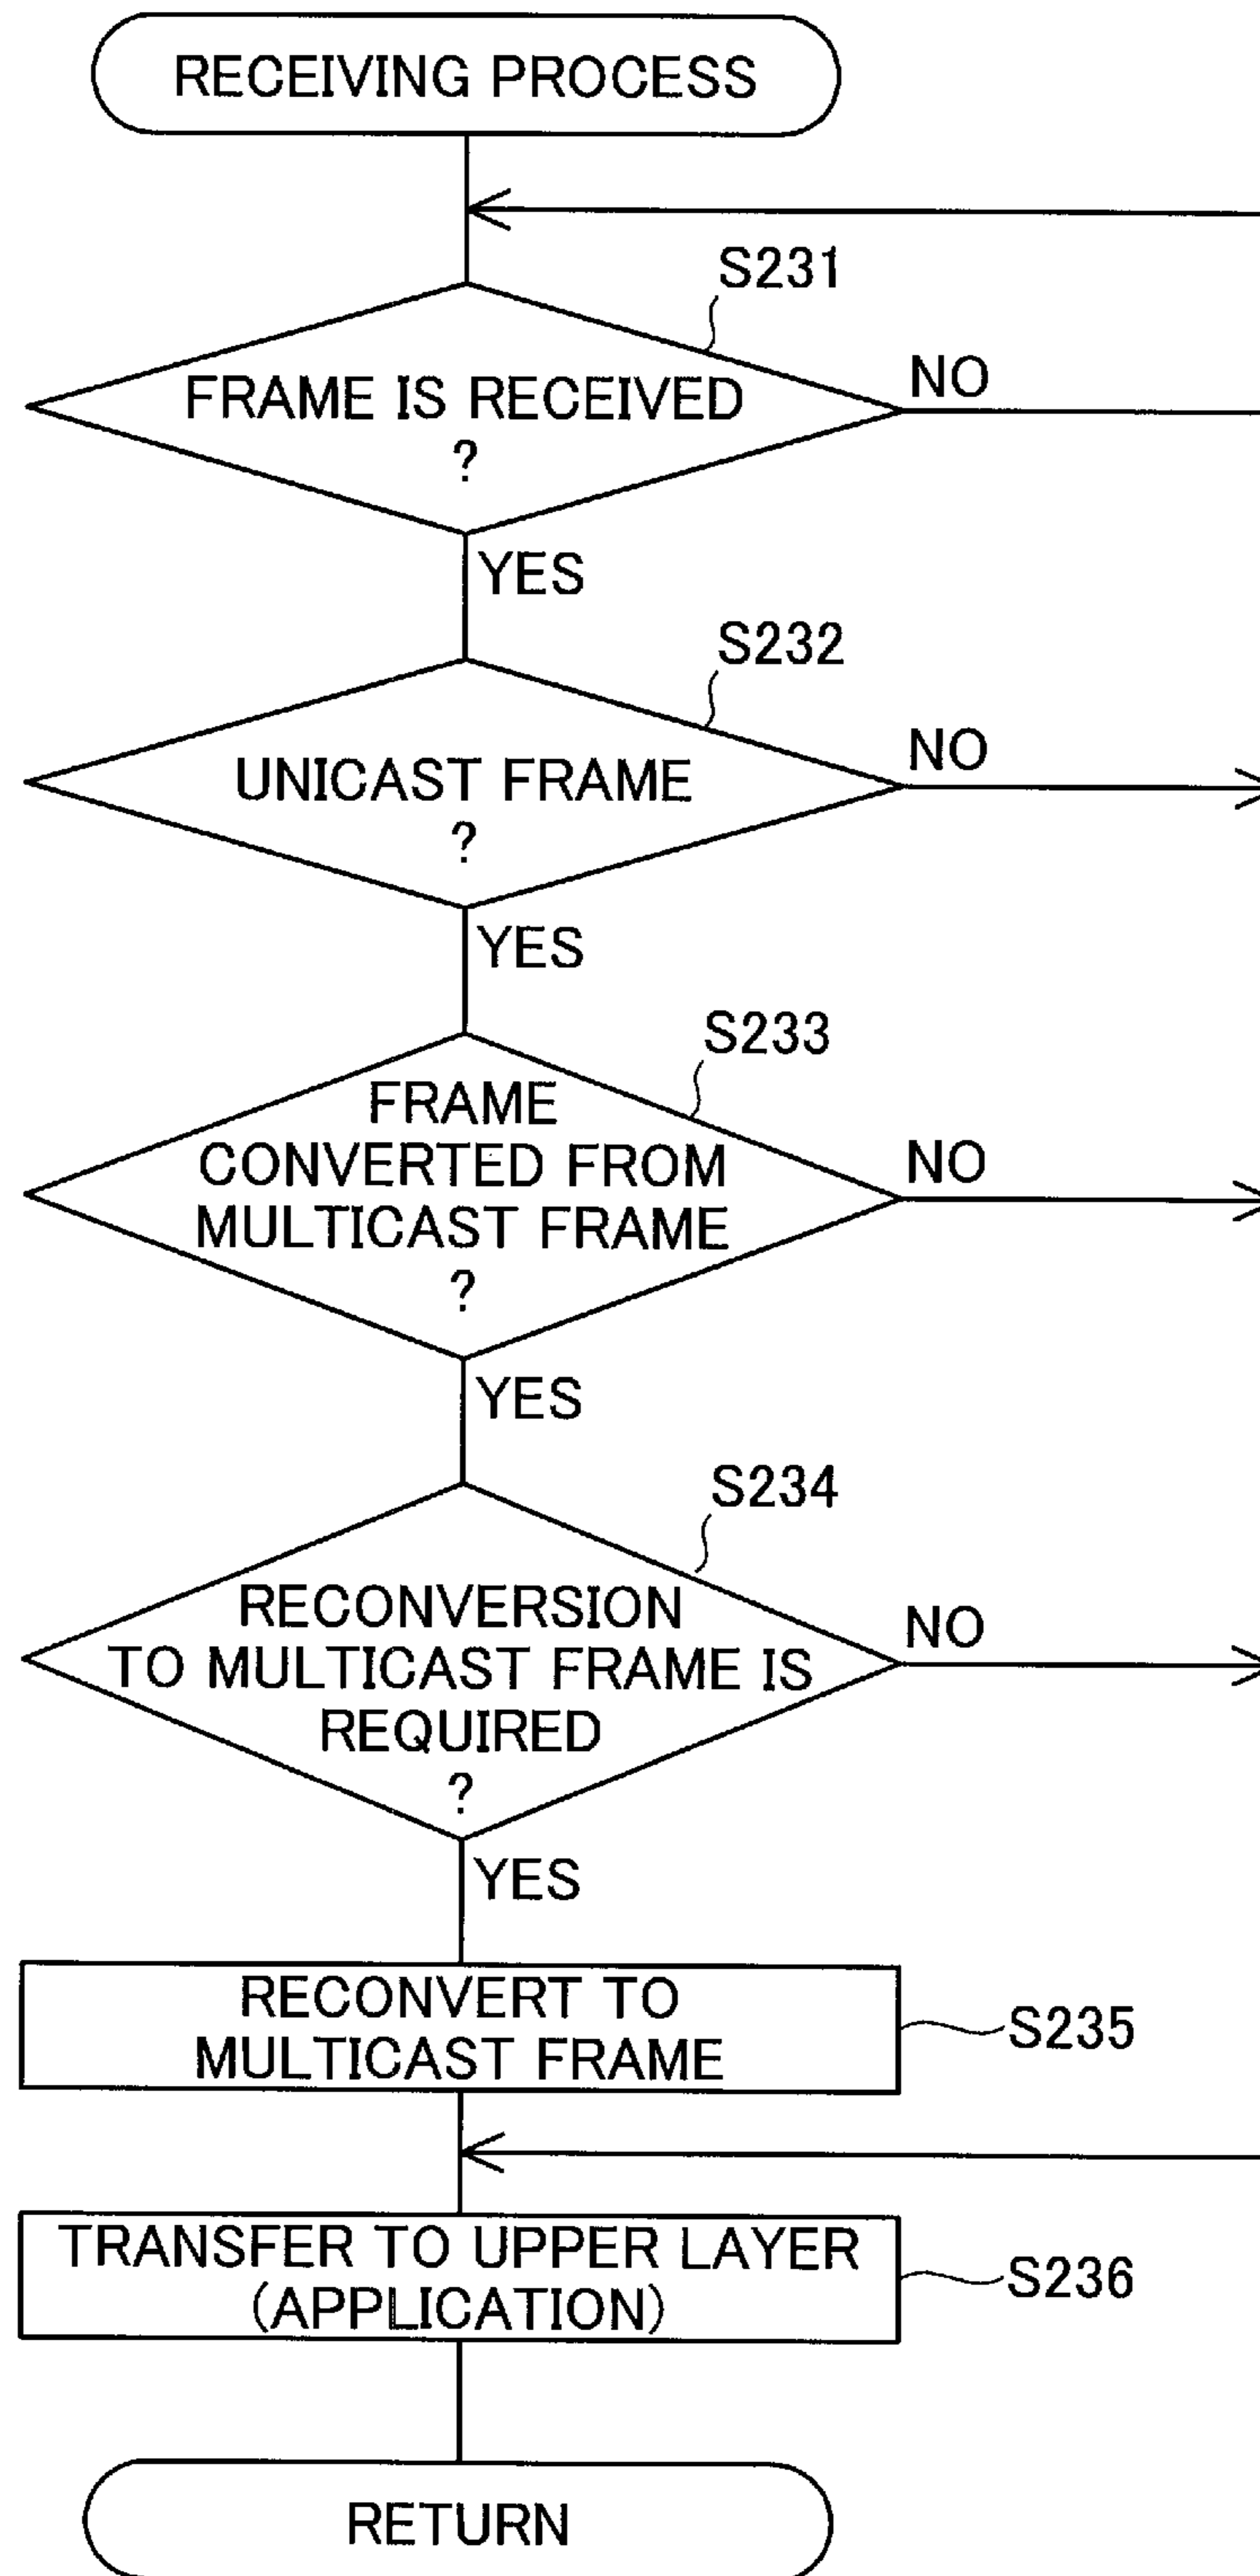 RECEIVING PROCESS
S231
FRAME IS RECEIVED
?
NO
YES
S232
UNICAST FRAME
?
NO
YES
S233
FRAME
CONVERTED FROM
MULTICAST FRAME
?
NO
YES
S234
RECONVERSION
TO MULTICAST FRAME IS
REQUIRED
?
NO
YES
RECONVERT TO
MULTICAST FRAME
S235
TRANSFER TO UPPER LAYER
(APPLICATION)
S236
RETURN